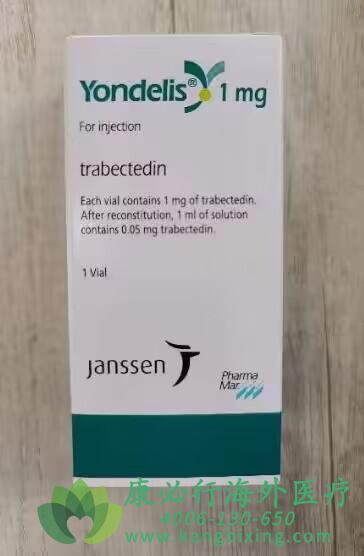 Yondelis® 1 mg
For injection
trabectedin
Each vial contains 1 mg of trabectedin.
After reconstitution, 1 ml of solution
contains 0.05 mg trabectedin.
1 Vial
janssen
Pharma
Mar
康必行海外医疗
4006-130-650
www.kangbixing.com